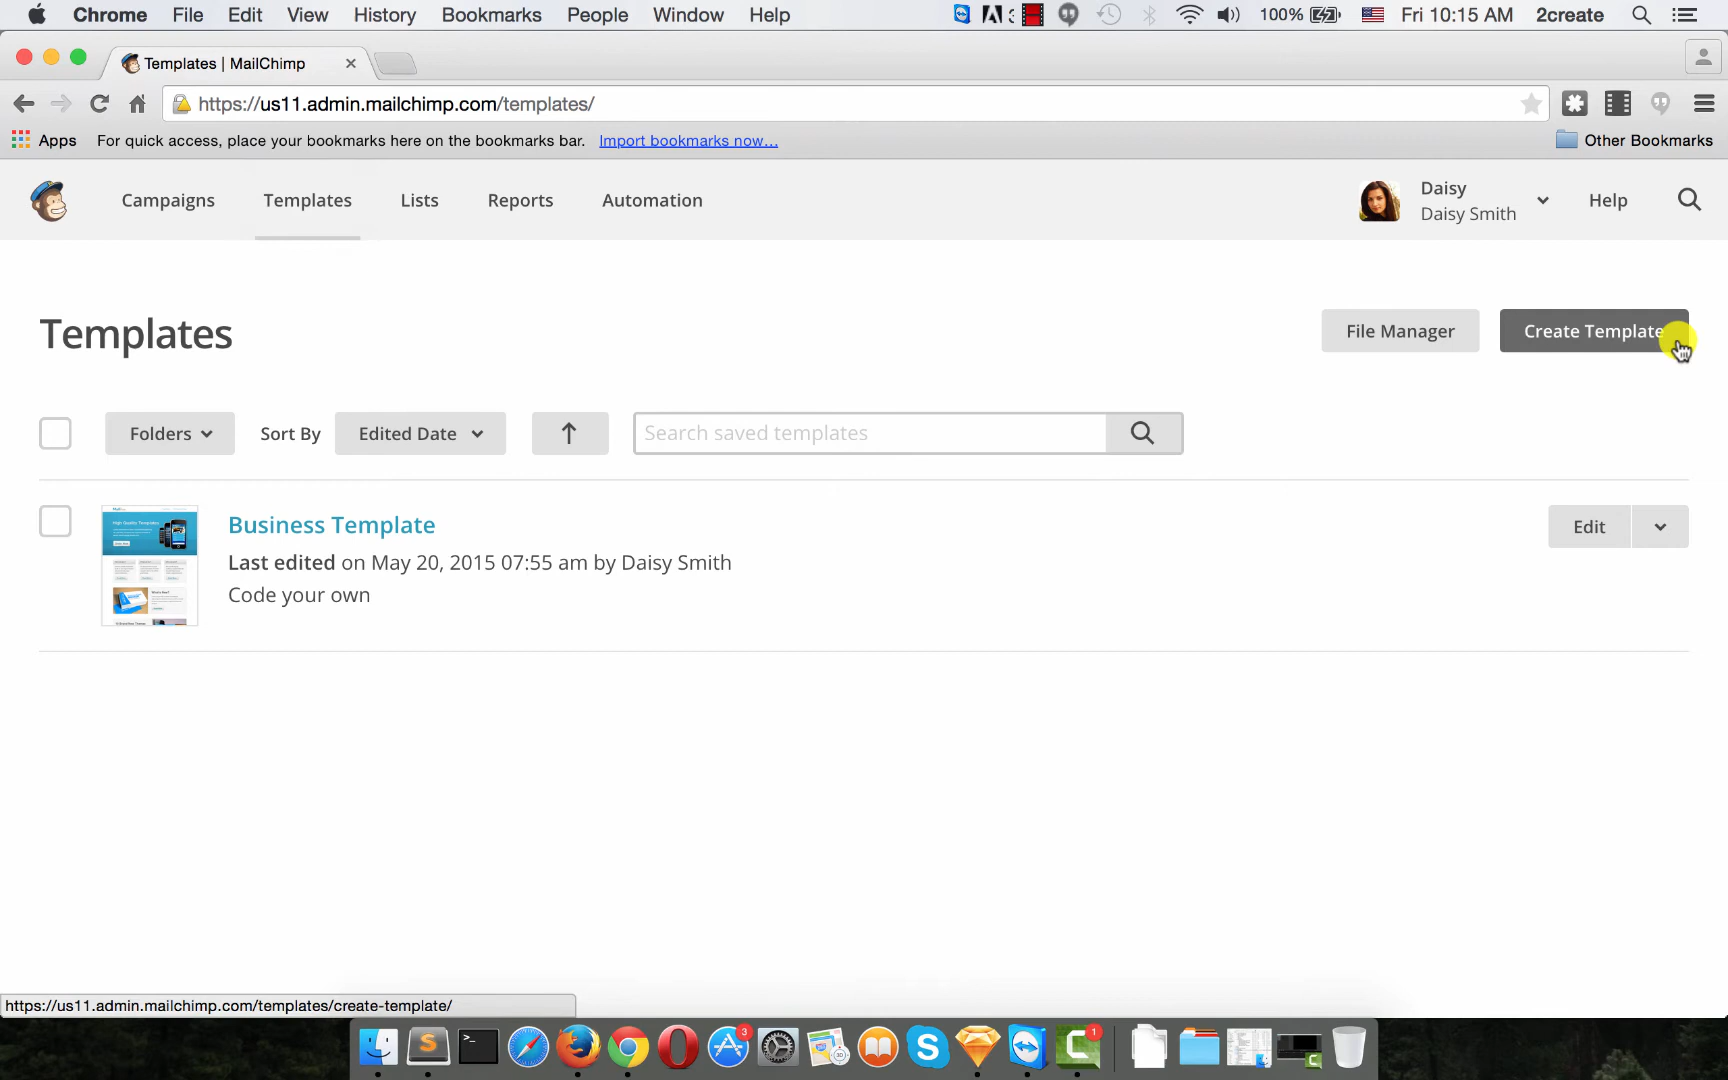 Chrome File Edit View History Bookmarks People Window Help 100% Fri 10:15 AM 2create
Templates | MailChimp
https://us11.admin.mailchimp.com/templates/
Apps For quick access, place your bookmarks here on the bookmarks bar. Import bookmarks now... Other Bookmarks
Campaigns Templates Lists Reports Automation
Daisy
Daisy Smith
Help
Templates
File Manager Create Template
Folders Sort By Edited Date Search saved templates
Business Template
Edit
Last edited on May 20, 2015 07:55 am by Daisy Smith
Code your own
https://us11.admin.mailchimp.com/templates/create-template/
3
1